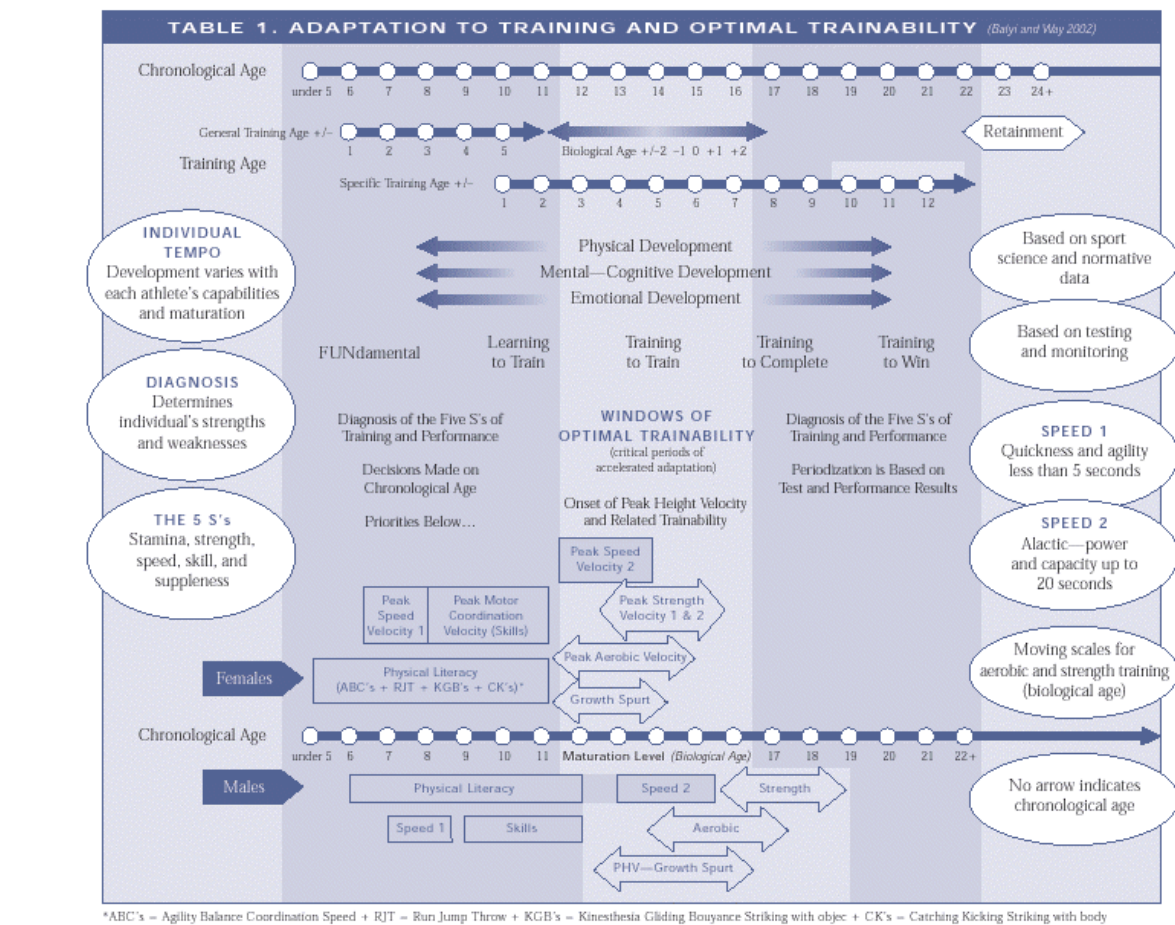 TABLE 1. ADAPTATION TO TRAINING AND OPTIMAL TRAINABILITY (Balyi and Way 2002)
Chronological Age
under 5 6 7 8 9 10 11 12 13 14 15 16 17 18 19 20 21 22 23 24+
General Training Age +/–
1 2 3 4 5
Biological Age +/–2 –1 0 +1 +2
Retainment
Training Age
Specific Training Age +/–
1 2 3 4 5 6 7 8 9 10 11 12
INDIVIDUAL
TEMPO
Development varies with
each athlete's capabilities
and maturation
Physical Development
Mental—Cognitive Development
Emotional Development
Based on sport
science and normative
data
Based on testing
and monitoring
FUNdamental
Learning
to Train
Training
to Train
Training
to Complete
Training
to Win
DIAGNOSIS
Determines
individual's strengths
and weaknesses
Diagnosis of the Five S's of
Training and Performance
Decisions Made on
Chronological Age
Priorities Below...
WINDOWS OF
OPTIMAL TRAINABILITY
(critical periods of
accelerated adaptation)
Onset of Peak Height Velocity
and Related Trainability
Diagnosis of the Five S's of
Training and Performance
Periodization is Based on
Test and Performance Results
SPEED 1
Quickness and agility
less than 5 seconds
THE 5 S's
Stamina, strength,
speed, skill, and
suppleness
SPEED 2
Alactic—power
and capacity up to
20 seconds
Peak Speed
Velocity 2
Peak
Speed
Velocity 1
Peak Motor
Coordination
Velocity (Skills)
Peak Strength
Velocity 1 & 2
Peak Aerobic Velocity
Females
Physical Literacy
(ABC's + RJT + KGB's + CK's)*
Growth Spurt
Moving scales for
aerobic and strength training
(biological age)
Chronological Age
under 5 6 7 8 9 10 11 Maturation Level (Biological Age) 17 18 19 20 21 22+
Males
Physical Literacy
Speed 2
Strength
Speed 1
Skills
Aerobic
PHV—Growth Spurt
No arrow indicates
chronological age
*ABC's = Agility Balance Coordination Speed + RJT = Run Jump Throw + KGB's = Kinesthesia Gliding Bouyance Striking with objec + CK's = Catching Kicking Striking with body